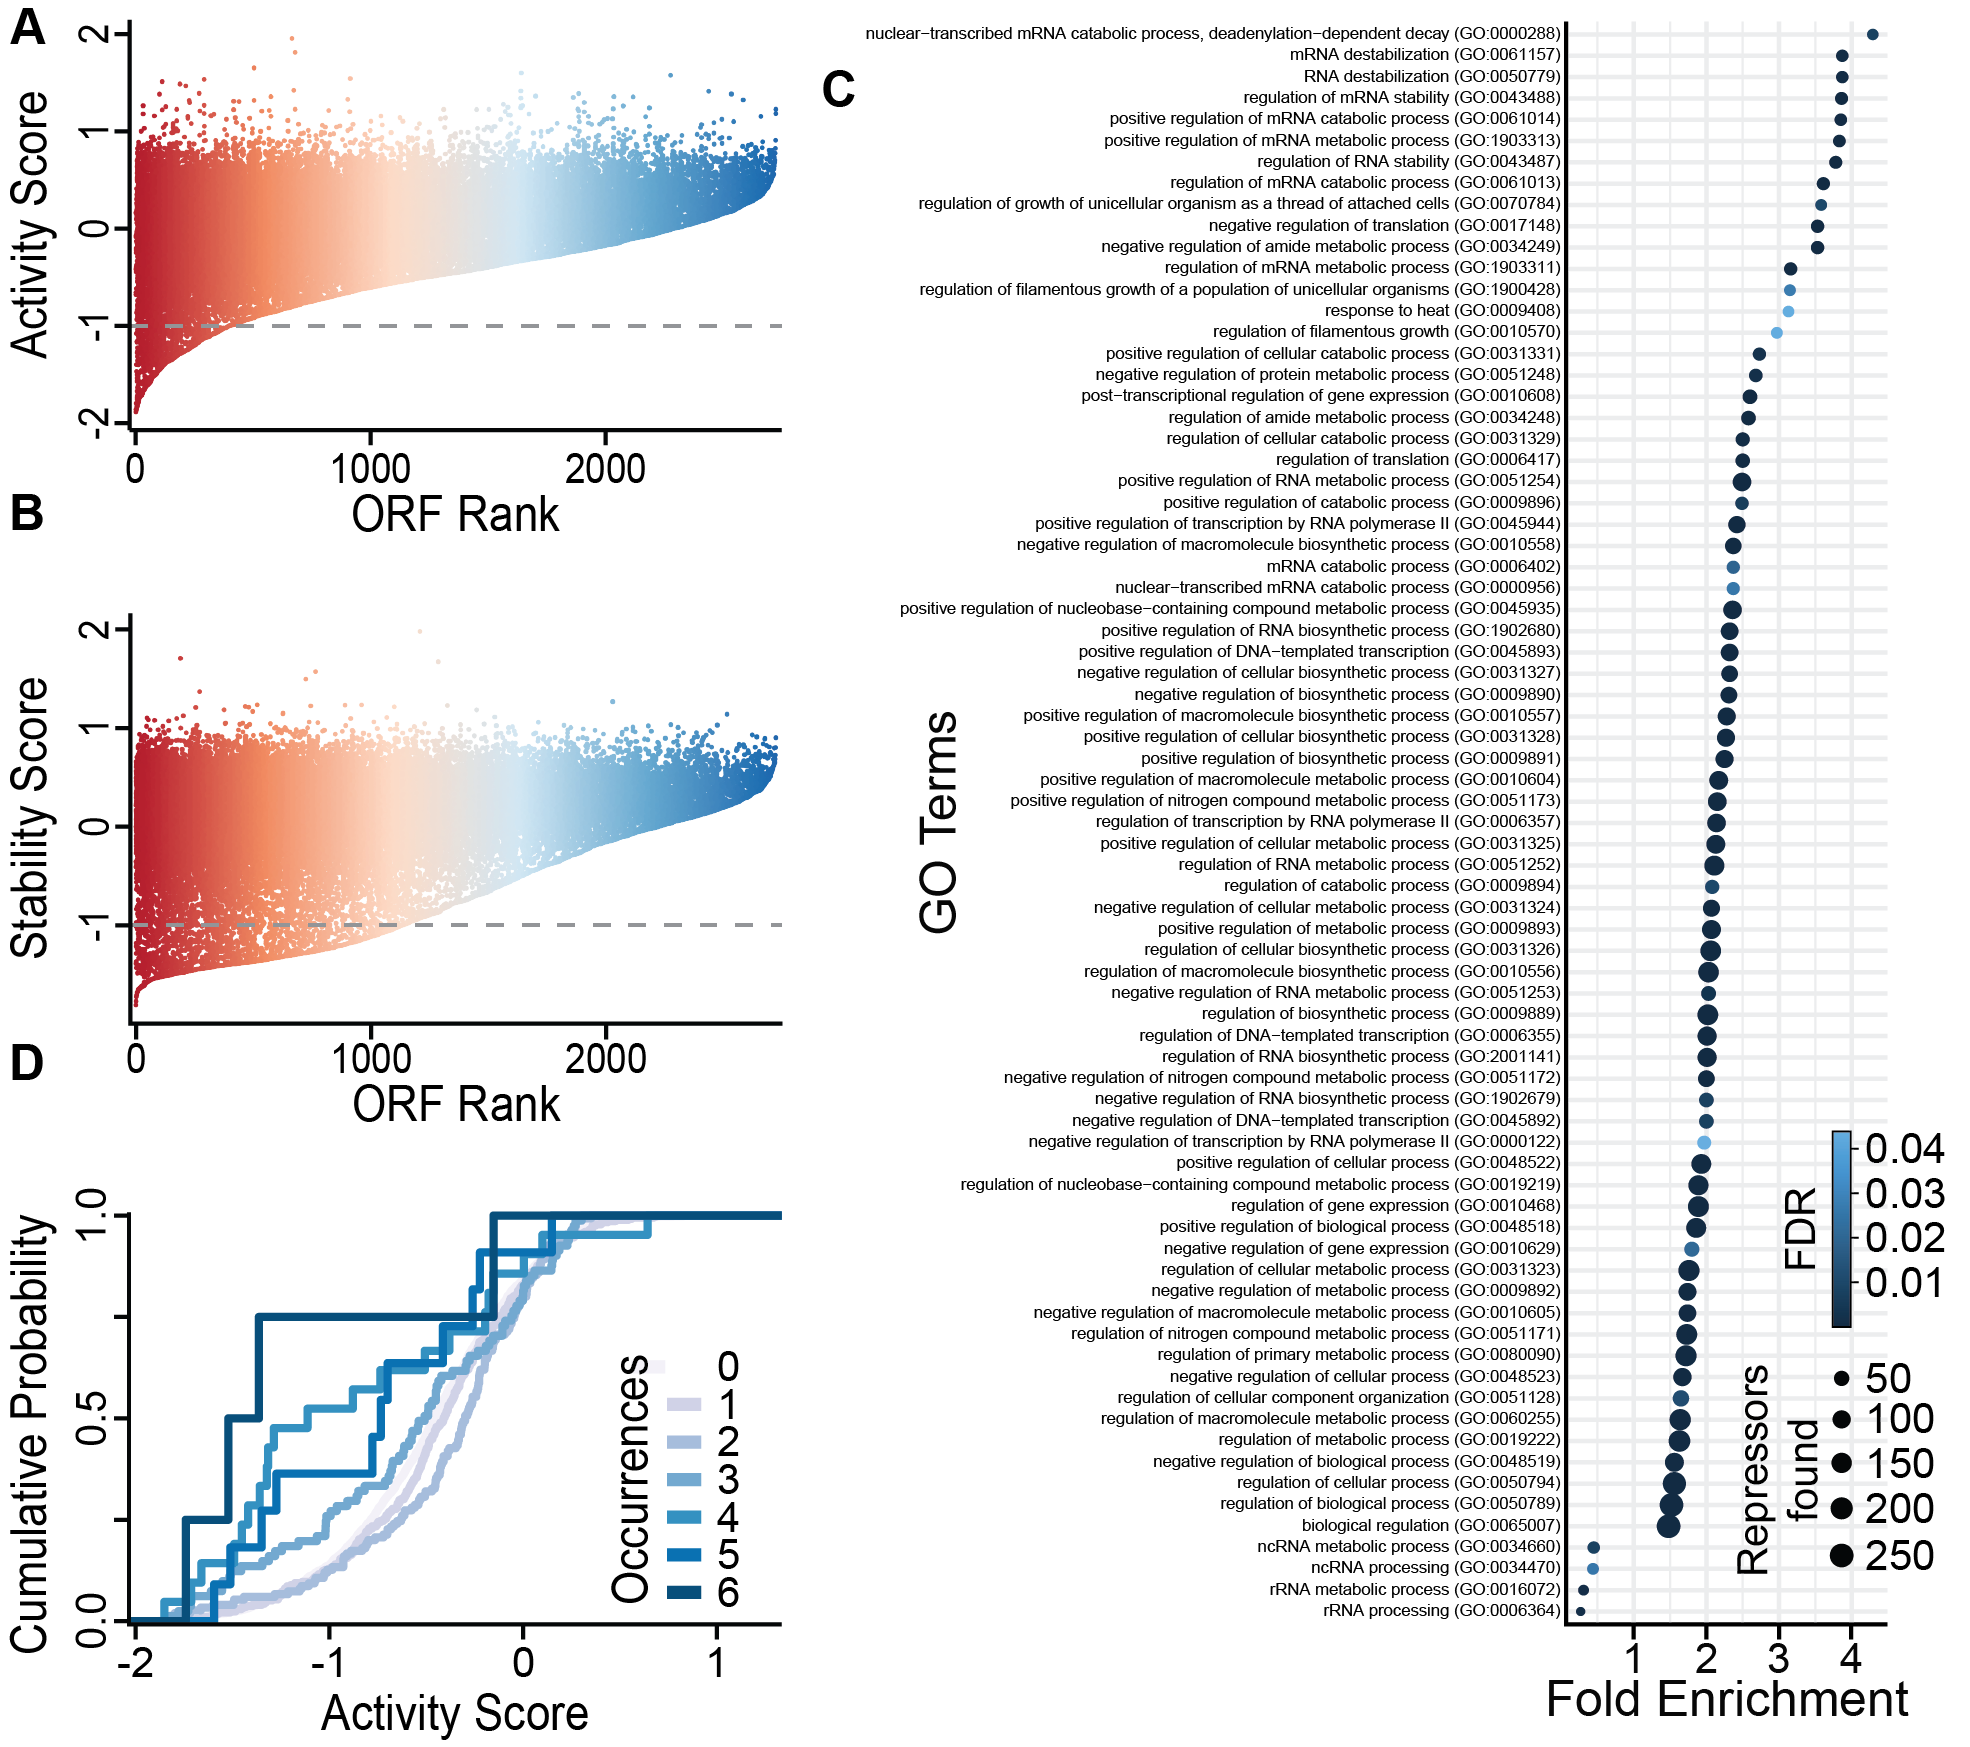 A
2
1
0
-1
-2
Activity Score
0
1000
2000
ORF Rank
B
2
1
0
-1
Stability Score
0
1000
2000
ORF Rank
C
GO Terms
nuclear−transcribed mRNA catabolic process, deadenylation−dependent decay (GO:0000288)
mRNA destabilization (GO:0061157)
RNA destabilization (GO:0050779)
regulation of mRNA stability (GO:0043488)
positive regulation of mRNA catabolic process (GO:0061014)
positive regulation of mRNA metabolic process (GO:1903313)
regulation of RNA stability (GO:0043487)
regulation of mRNA catabolic process (GO:0061013)
regulation of growth of unicellular organism as a thread of attached cells (GO:0070784)
negative regulation of translation (GO:0017148)
negative regulation of amide metabolic process (GO:0034249)
regulation of mRNA metabolic process (GO:1903311)
regulation of filamentous growth of a population of unicellular organisms (GO:1900428)
response to heat (GO:0009408)
regulation of filamentous growth (GO:0010570)
positive regulation of cellular catabolic process (GO:0031331)
negative regulation of protein metabolic process (GO:0051248)
post−transcriptional regulation of gene expression (GO:0010608)
regulation of amide metabolic process (GO:0034248)
regulation of cellular catabolic process (GO:0031329)
regulation of translation (GO:0006417)
positive regulation of RNA metabolic process (GO:0051254)
positive regulation of catabolic process (GO:0009896)
positive regulation of transcription by RNA polymerase II (GO:0045944)
negative regulation of macromolecule biosynthetic process (GO:0010558)
mRNA catabolic process (GO:0006402)
nuclear−transcribed mRNA catabolic process (GO:0000956)
positive regulation of nucleobase−containing compound metabolic process (GO:0045935)
positive regulation of RNA biosynthetic process (GO:1902680)
positive regulation of DNA−templated transcription (GO:0045893)
negative regulation of cellular biosynthetic process (GO:0031327)
negative regulation of biosynthetic process (GO:0009890)
positive regulation of macromolecule biosynthetic process (GO:0010557)
positive regulation of cellular biosynthetic process (GO:0031328)
positive regulation of biosynthetic process (GO:0009891)
positive regulation of macromolecule metabolic process (GO:0010604)
positive regulation of nitrogen compound metabolic process (GO:0051173)
regulation of transcription by RNA polymerase II (GO:0006357)
positive regulation of cellular metabolic process (GO:0031325)
regulation of RNA metabolic process (GO:0051252)
regulation of catabolic process (GO:0009894)
negative regulation of cellular metabolic process (GO:0031324)
positive regulation of metabolic process (GO:0009893)
regulation of cellular biosynthetic process (GO:0031326)
regulation of macromolecule biosynthetic process (GO:0010556)
negative regulation of RNA metabolic process (GO:0051253)
regulation of biosynthetic process (GO:0009889)
regulation of DNA−templated transcription (GO:0006355)
regulation of RNA biosynthetic process (GO:2001141)
negative regulation of nitrogen compound metabolic process (GO:0051172)
negative regulation of RNA biosynthetic process (GO:1902679)
negative regulation of DNA−templated transcription (GO:0045892)
negative regulation of transcription by RNA polymerase II (GO:0000122)
positive regulation of cellular process (GO:0048522)
regulation of nucleobase−containing compound metabolic process (GO:0019219)
regulation of gene expression (GO:0010468)
positive regulation of biological process (GO:0048518)
negative regulation of gene expression (GO:0010629)
regulation of cellular metabolic process (GO:0031323)
negative regulation of metabolic process (GO:0009892)
negative regulation of macromolecule metabolic process (GO:0010605)
regulation of nitrogen compound metabolic process (GO:0051171)
regulation of primary metabolic process (GO:0080090)
negative regulation of cellular process (GO:0048523)
regulation of cellular component organization (GO:0051128)
regulation of macromolecule metabolic process (GO:0060255)
regulation of metabolic process (GO:0019222)
negative regulation of biological process (GO:0048519)
regulation of cellular process (GO:0050794)
regulation of biological process (GO:0050789)
biological regulation (GO:0065007)
ncRNA metabolic process (GO:0034660)
ncRNA processing (GO:0034470)
rRNA metabolic process (GO:0016072)
rRNA processing (GO:0006364)
1
2
3
4
Fold Enrichment
FDR
0.04
0.03
0.02
0.01
Repressors
found
50
100
150
200
250
D
1.0
0.5
0.0
Cumulative Probability
-2
-1
0
1
Activity Score
Occurrences
0
1
2
3
4
5
6